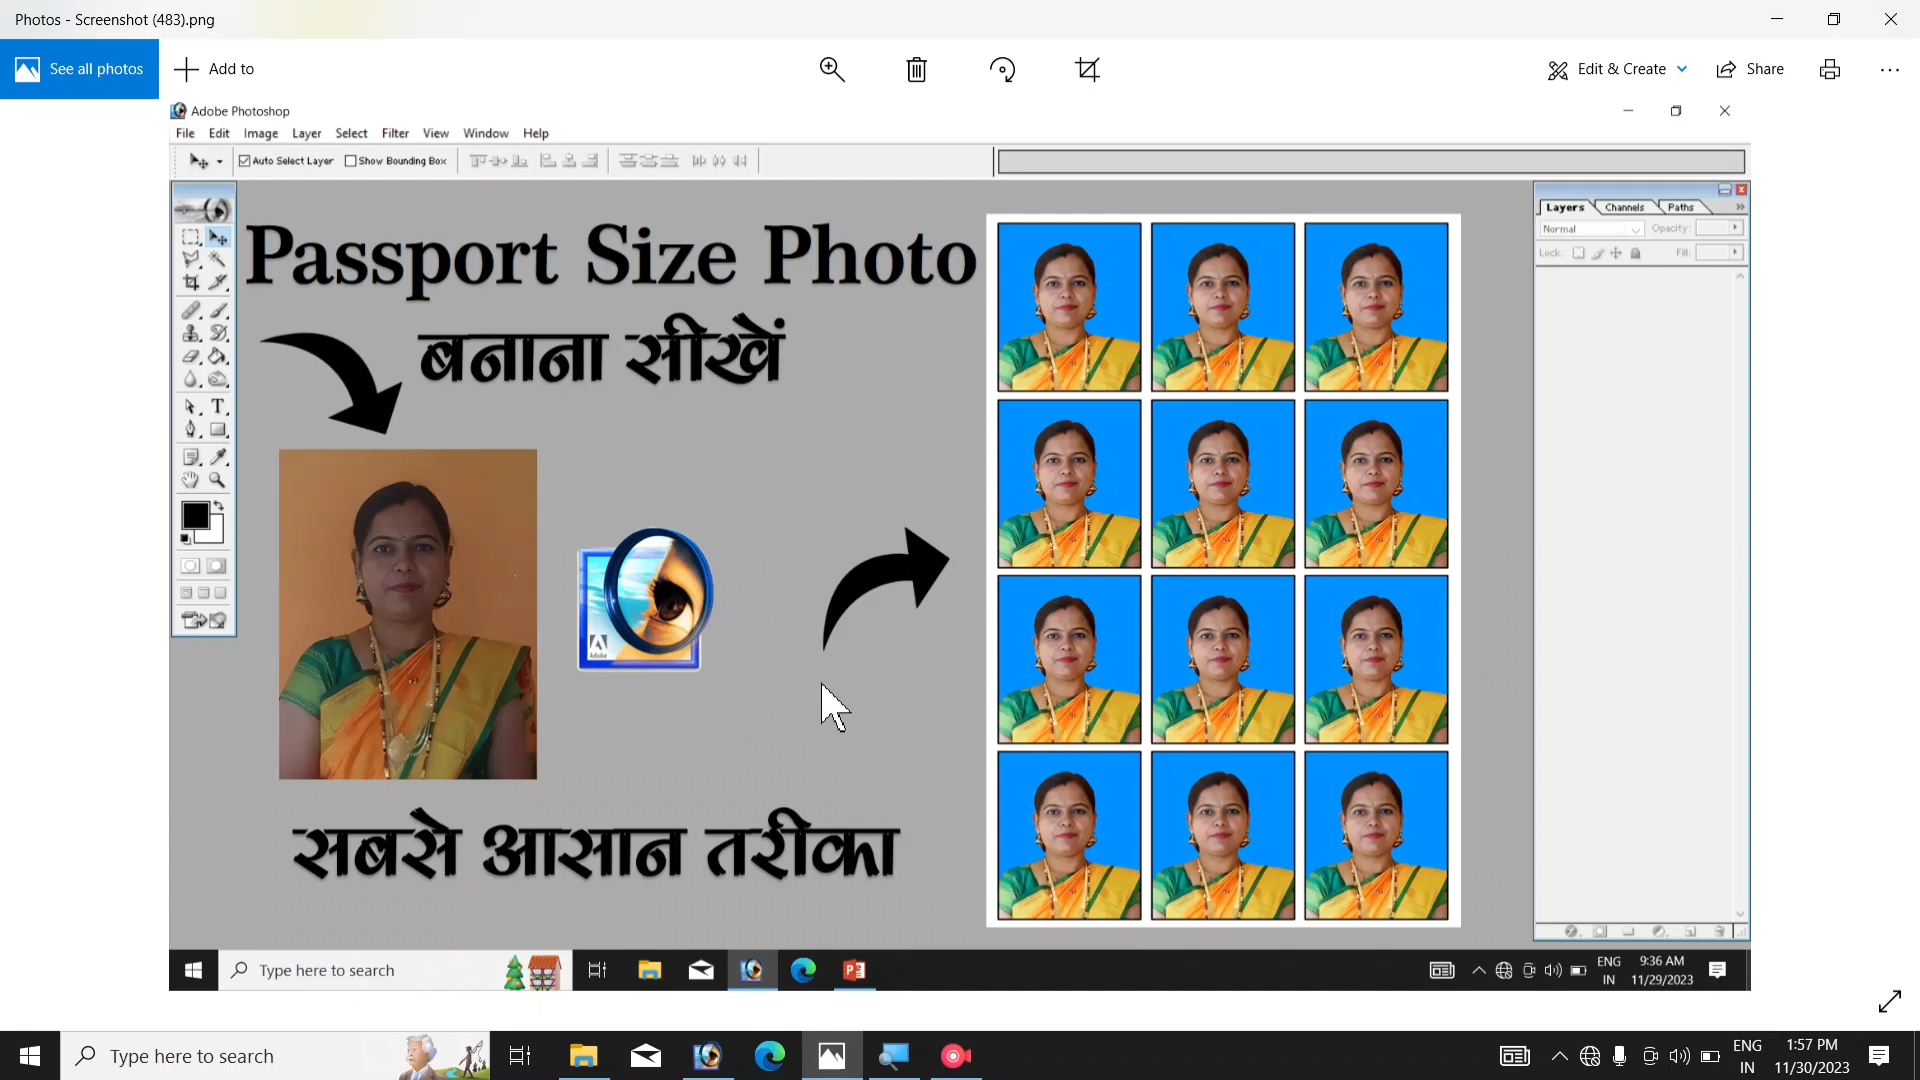 Photos - Screenshot (483).png
See all photos
Add to
Edit & Create
Share
Adobe Photoshop
File Edit Image Layer Select Filter View Window Help
Auto Select Layer Show Bounding Box
Layers Channels Paths
Normal Opacity:
Lock: Fill:
Passport Size Photo
बनाना सीखें
Adobe
सबसे आसान तरीका
Type here to search
ENG
IN
9:36 AM
11/29/2023
Type here to search
ENG
IN
1:57 PM
11/30/2023